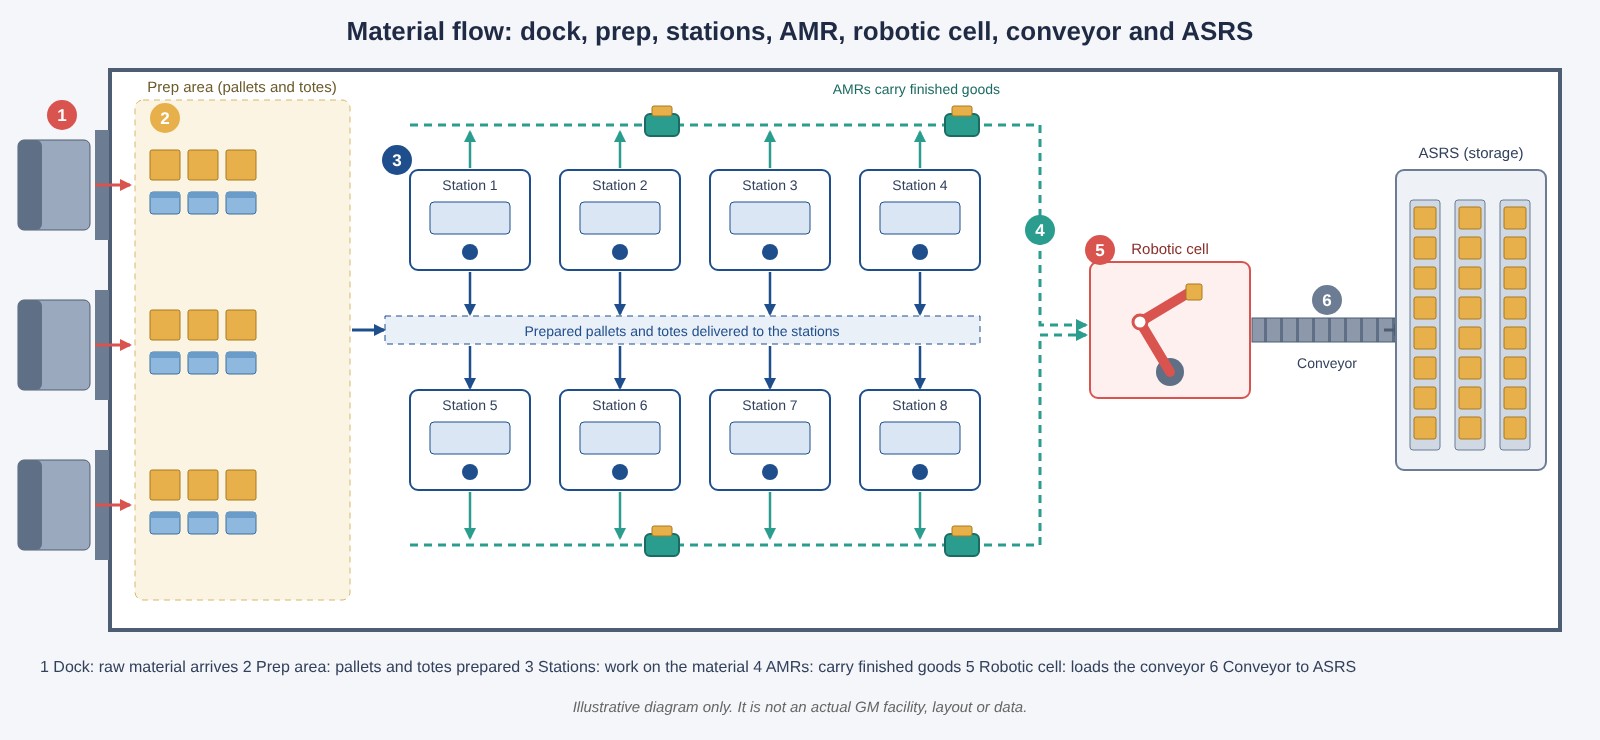 Material flow: dock, prep, stations, AMR, robotic cell, conveyor and ASRS
Prep area (pallets and totes)
AMRs carry finished goods
1
2
3
Station 1
Station 2
Station 3
Station 4
ASRS (storage)
4
5
Robotic cell
6
Prepared pallets and totes delivered to the stations
Conveyor
Station 5
Station 6
Station 7
Station 8
1 Dock: raw material arrives 2 Prep area: pallets and totes prepared 3 Stations: work on the material 4 AMRs: carry finished goods 5 Robotic cell: loads the conveyor 6 Conveyor to ASRS
Illustrative diagram only. It is not an actual GM facility, layout or data.